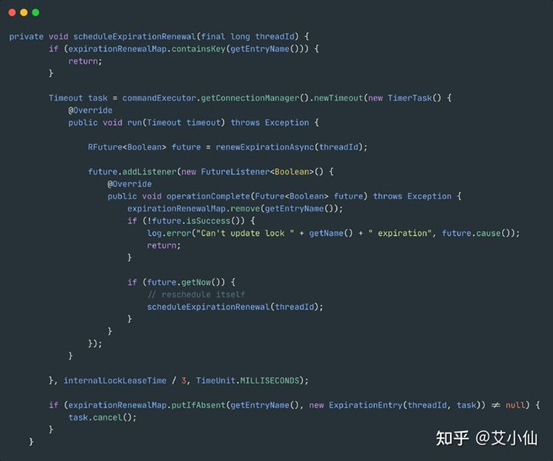 private void scheduleExpirationRenewal(final long threadId) {
        if (expirationRenewalMap.containsKey(getEntryName())) {
            return;
        }

        Timeout task = commandExecutor.getConnectionManager().newTimeout(new TimerTask() {
            @Override
            public void run(Timeout timeout) throws Exception {

                RFuture<Boolean> future = renewExpirationAsync(threadId);

                future.addListener(new FutureListener<Boolean>() {
                    @Override
                    public void operationComplete(Future<Boolean> future) throws Exception {
                        expirationRenewalMap.remove(getEntryName());
                        if (!future.isSuccess()) {
                            log.error("Can't update lock " + getName() + " expiration", future.cause());
                            return;
                        }

                        if (future.getNow()) {
                            // reschedule itself
                            scheduleExpirationRenewal(threadId);
                        }
                    }
                });
            }

        }, internalLockLeaseTime / 3, TimeUnit.MILLISECONDS);

        if (expirationRenewalMap.putIfAbsent(getEntryName(), new ExpirationEntry(threadId, task)) ≠ null) {
            task.cancel();
        }
    }
知乎 @艾小仙